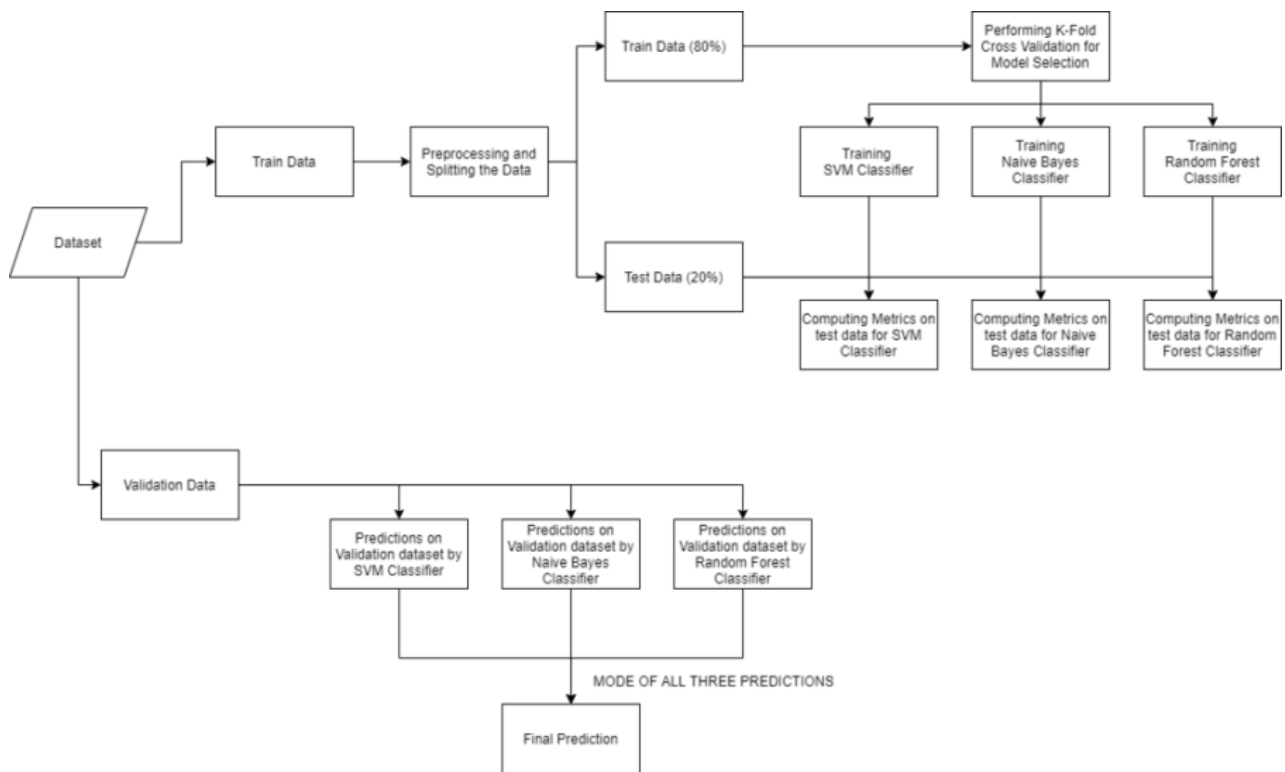 Train Data (80%)
Performing K-Fold
Cross Validation for
Model Selection
Train Data
Preprocessing and
Splitting the Data
Training
SVM Classifier
Training
Naive Bayes
Classifier
Training
Random Forest
Classifier
Dataset
Test Data (20%)
Computing Metrics on
test data for SVM
Classifier
Computing Metrics on
test data for Naive
Bayes Classifier
Computing Metrics on
test data for Random
Forest Classifier
Validation Data
Predictions on
Validation dataset by
SVM Classifier
Predictions on
Validation dataset by
Naive Bayes
Classifier
Predictions on
Validation dataset by
Random Forest
Classifier
MODE OF ALL THREE PREDICTIONS
Final Prediction